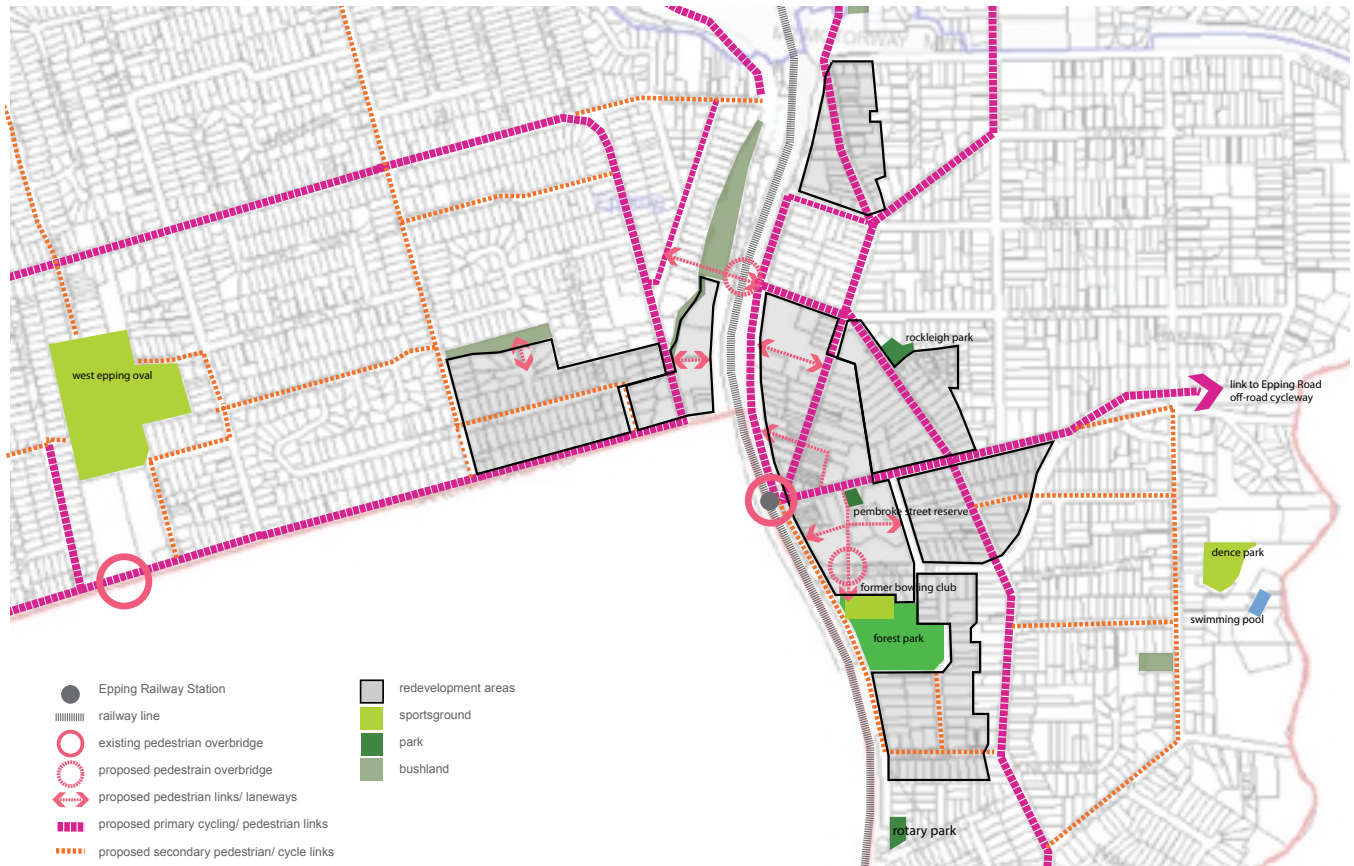 MOTORWAY
rockleigh park
west epping oval
link to Epping Road
off-road cycleway
pembroke street reserve
dence park
former bowling club
swimming pool
forest park
Epping Railway Station
railway line
existing pedestrian overbridge
proposed pedestrain overbridge
proposed pedestrian links/ laneways
proposed primary cycling/ pedestrian links
proposed secondary pedestrian/ cycle links
redevelopment areas
sportsground
park
bushland
rotary park